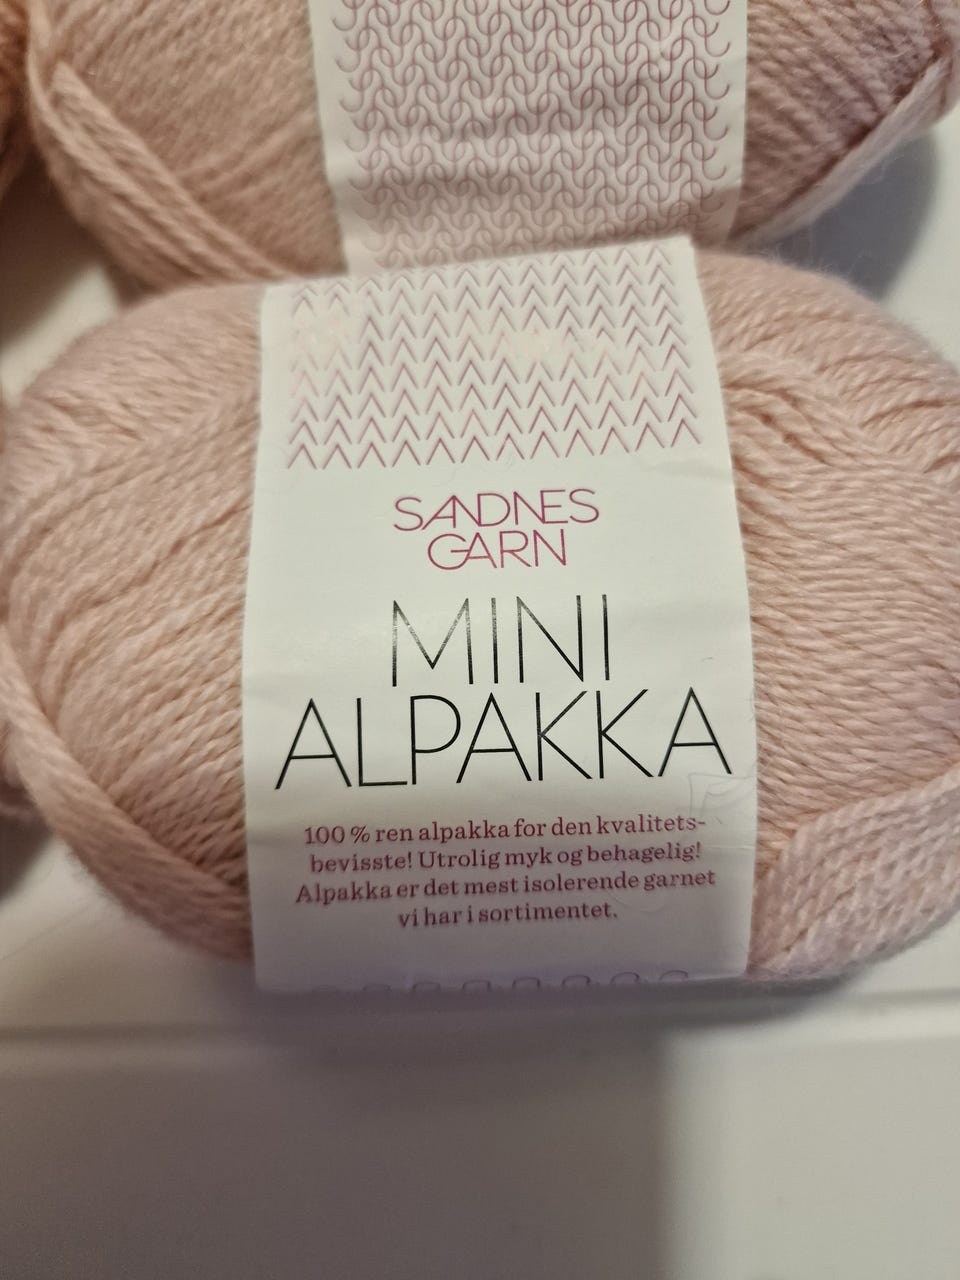 SANDNES
GARN
MINI
ALPAKKA
100 % ren alpakka for den kvalitets-
bevisste! Utrolig myk og behagelig!
Alpakka er det mest isolerende garnet
vi har i sortimentet.